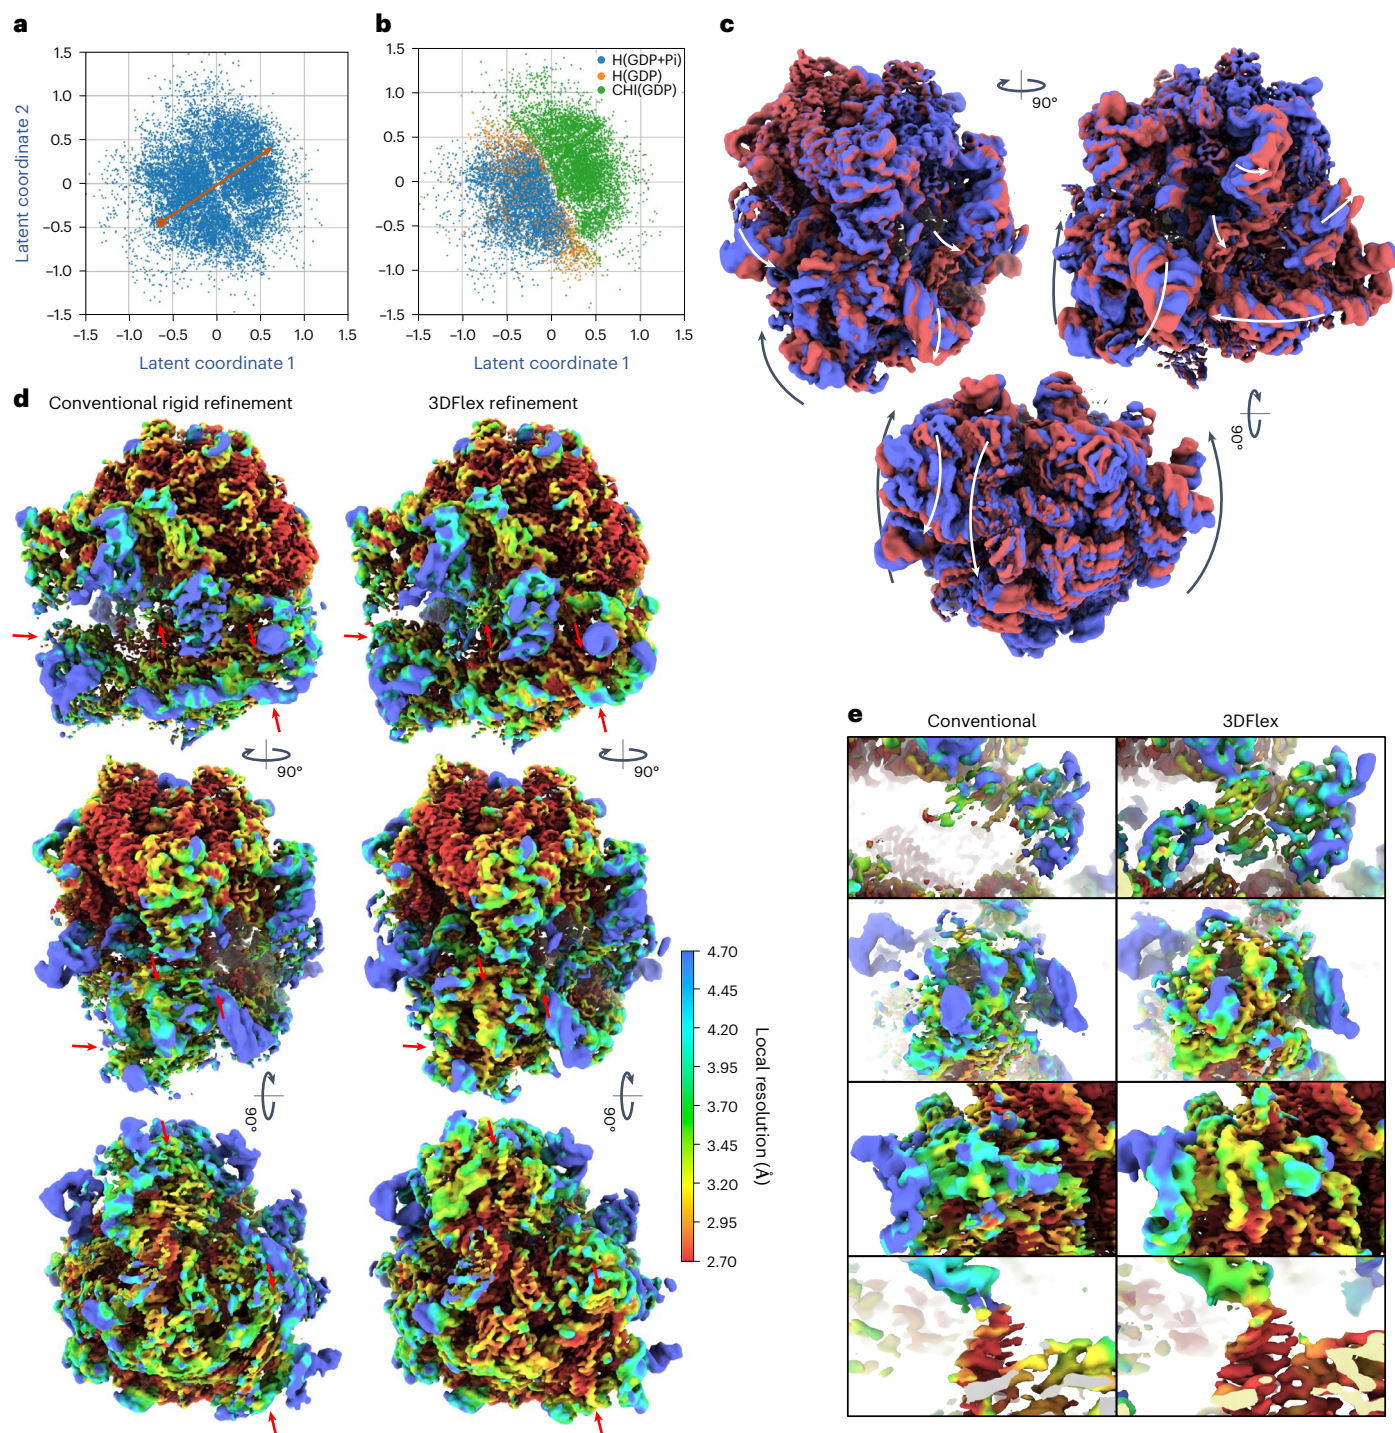 a
1.5
1.0
0.5
0
−0.5
−1.0
−1.5
−1.5
−1.0
−0.5
0
0.5
1.0
1.5
Latent coordinate 2
Latent coordinate 1
b
1.5
1.0
0.5
0
−0.5
−1.0
−1.5
−1.5
−1.0
−0.5
0
0.5
1.0
1.5
Latent coordinate 1
H(GDP+Pi)
H(GDP)
CHI(GDP)
c
90°
90°
d
Conventional rigid refinement
3DFlex refinement
90°
90°
90°
90°
4.70
4.45
4.20
3.95
3.70
3.45
3.20
2.95
2.70
Local resolution (Å)
e
Conventional
3DFlex